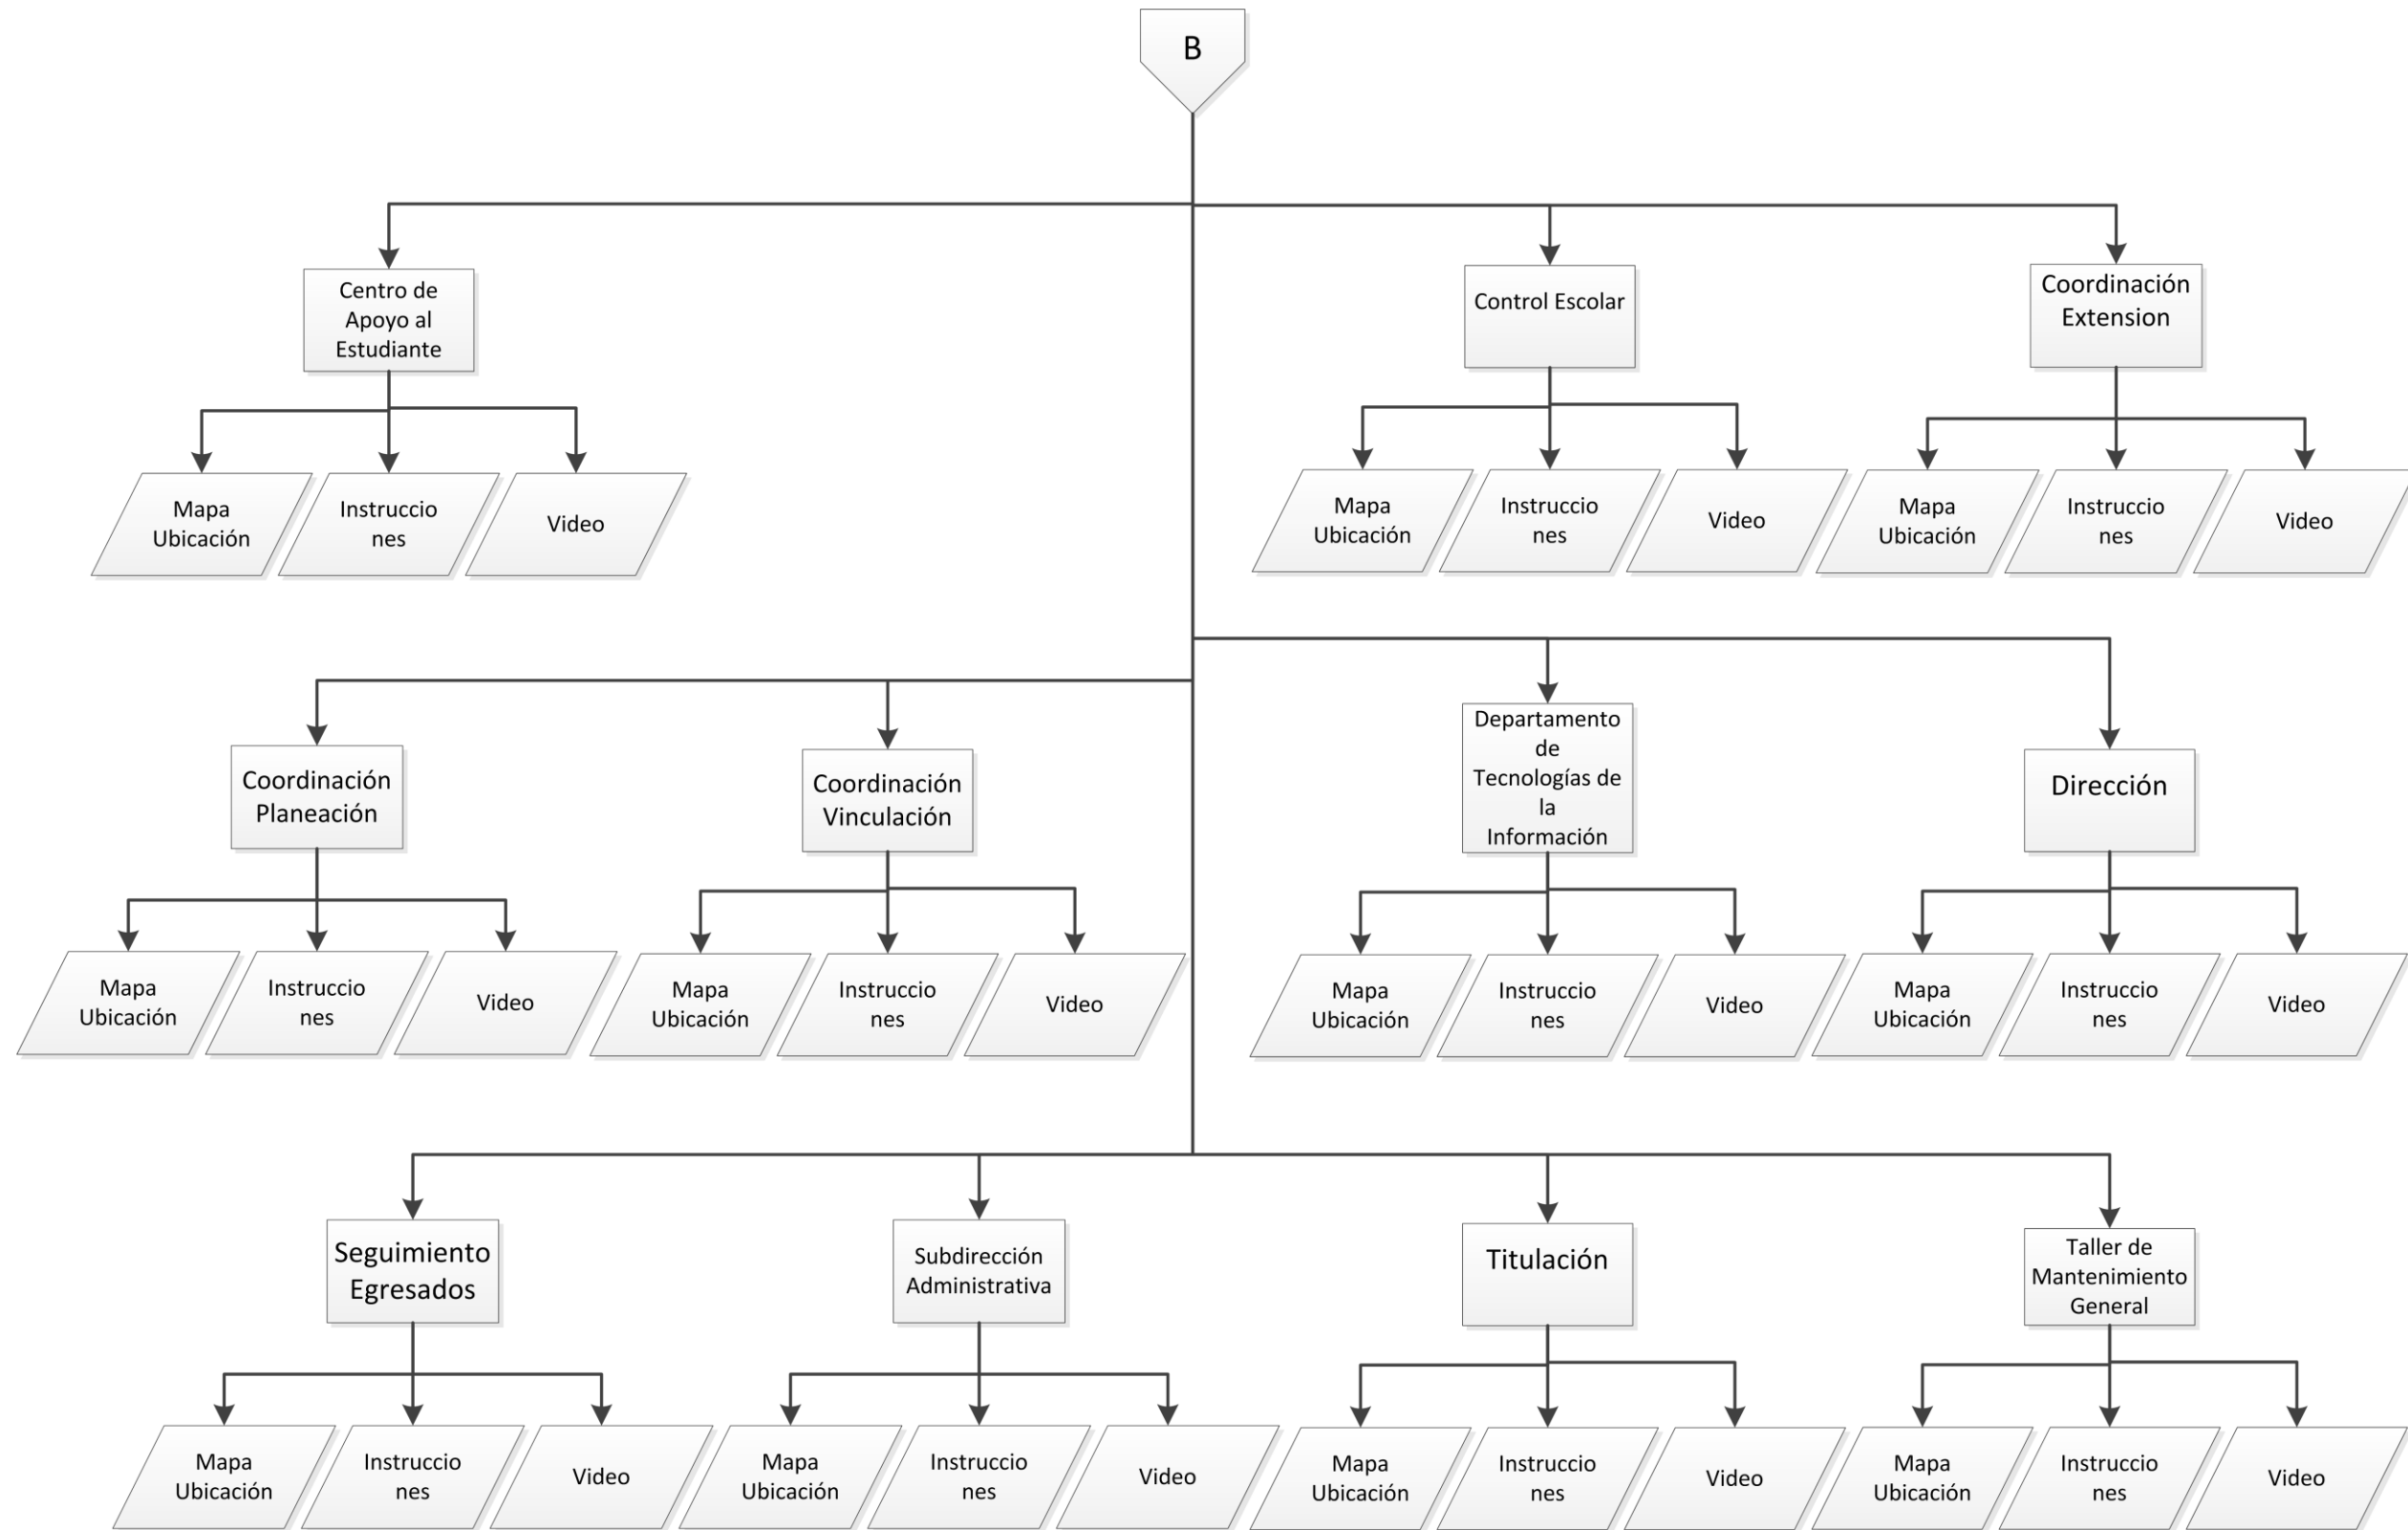 B
Centro de
Apoyo al
Estudiante
Control Escolar
Coordinación
Extension
Mapa
Ubicación
Instruccio
nes
Video
Mapa
Ubicación
Instruccio
nes
Video
Mapa
Ubicación
Instruccio
nes
Video
Coordinación
Planeación
Coordinación
Vinculación
Departamento
de
Tecnologías de
la
Información
Dirección
Mapa
Ubicación
Instruccio
nes
Video
Mapa
Ubicación
Instruccio
nes
Video
Mapa
Ubicación
Instruccio
nes
Video
Mapa
Ubicación
Instruccio
nes
Video
Seguimiento
Egresados
Subdirección
Administrativa
Titulación
Taller de
Mantenimiento
General
Mapa
Ubicación
Instruccio
nes
Video
Mapa
Ubicación
Instruccio
nes
Video
Mapa
Ubicación
Instruccio
nes
Video
Mapa
Ubicación
Instruccio
nes
Video